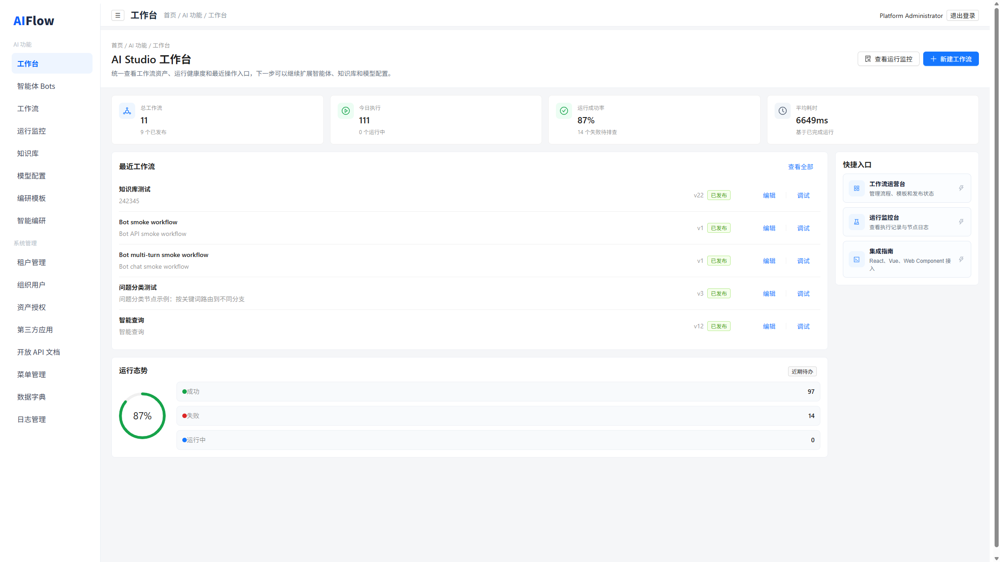 AIFlow
AI 功能
工作台
智能体 Bots
工作流
运行监控
知识库
模型配置
编研模板
智能编研
系统管理
租户管理
组织用户
资产授权
第三方应用
开放 API 文档
菜单管理
数据字典
日志管理
工作台 首页 / AI 功能 / 工作台
Platform Administrator 退出登录
首页 / AI 功能 / 工作台
AI Studio 工作台
统一查看工作流资产、运行健康度和最近操作入口，下一步可以继续扩展智能体、知识库和模型配置。
查看运行监控
新建工作流
总工作流
11
9 个已发布
今日执行
111
0 个运行中
运行成功率
87%
14 个失败待排查
平均耗时
6649ms
基于已完成运行
最近工作流 查看全部
知识库测试
242345
v22 已发布 编辑 调试
Bot smoke workflow
Bot API smoke workflow
v1 已发布 编辑 调试
Bot multi-turn smoke workflow
Bot chat smoke workflow
v1 已发布 编辑 调试
问题分类测试
问题分类节点示例：按关键词路由到不同分支
v3 已发布 编辑 调试
智能查询
智能查询
v12 已发布 编辑 调试
快捷入口
工作流运营台
管理流程、模板和发布状态
运行监控台
查看执行记录与节点日志
集成指南
React、Vue、Web Component 接
入
运行态势 近期待办
87%
成功 97
失败 14
运行中 0